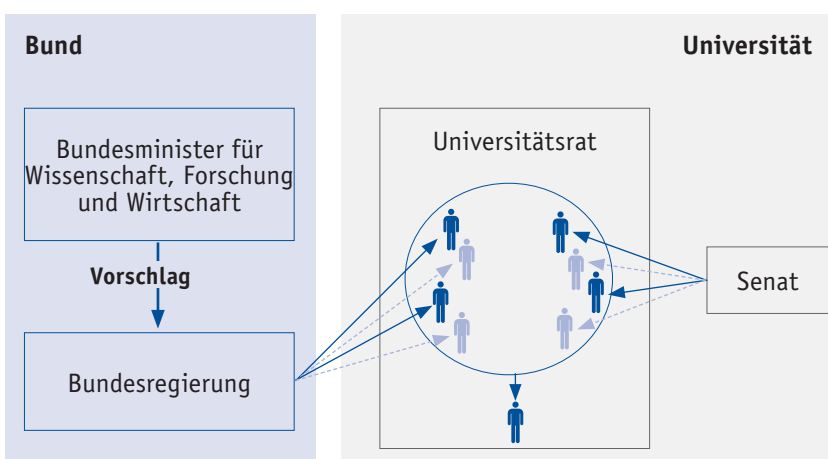 Bund
Universität
Bundesminister für
Wissenschaft, Forschung
und Wirtschaft
Vorschlag
Bundesregierung
Universitätsrat
Senat